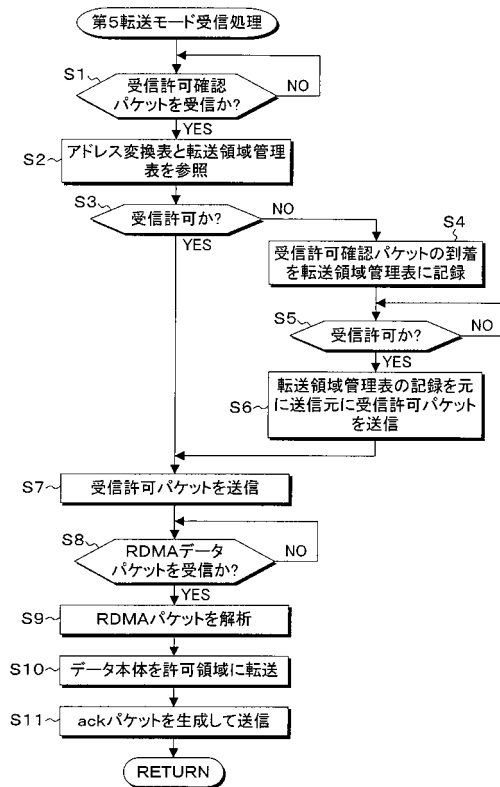 第5転送モード受信処理
S1
受信許可確認
パケットを受信か?
NO
YES
S2
アドレス変換表と転送領域管理
表を参照
S3
受信許可か?
NO
YES
S4
受信許可確認パケットの到着
を転送領域管理表に記録
S5
受信許可か?
NO
YES
S6
転送領域管理表の記録を元
に送信元に受信許可パケット
を送信
S7
受信許可パケットを送信
S8
RDMAデータ
パケットを受信か?
NO
YES
S9
RDMAパケットを解析
S10
データ本体を許可領域に転送
S11
ackパケットを生成して送信
RETURN